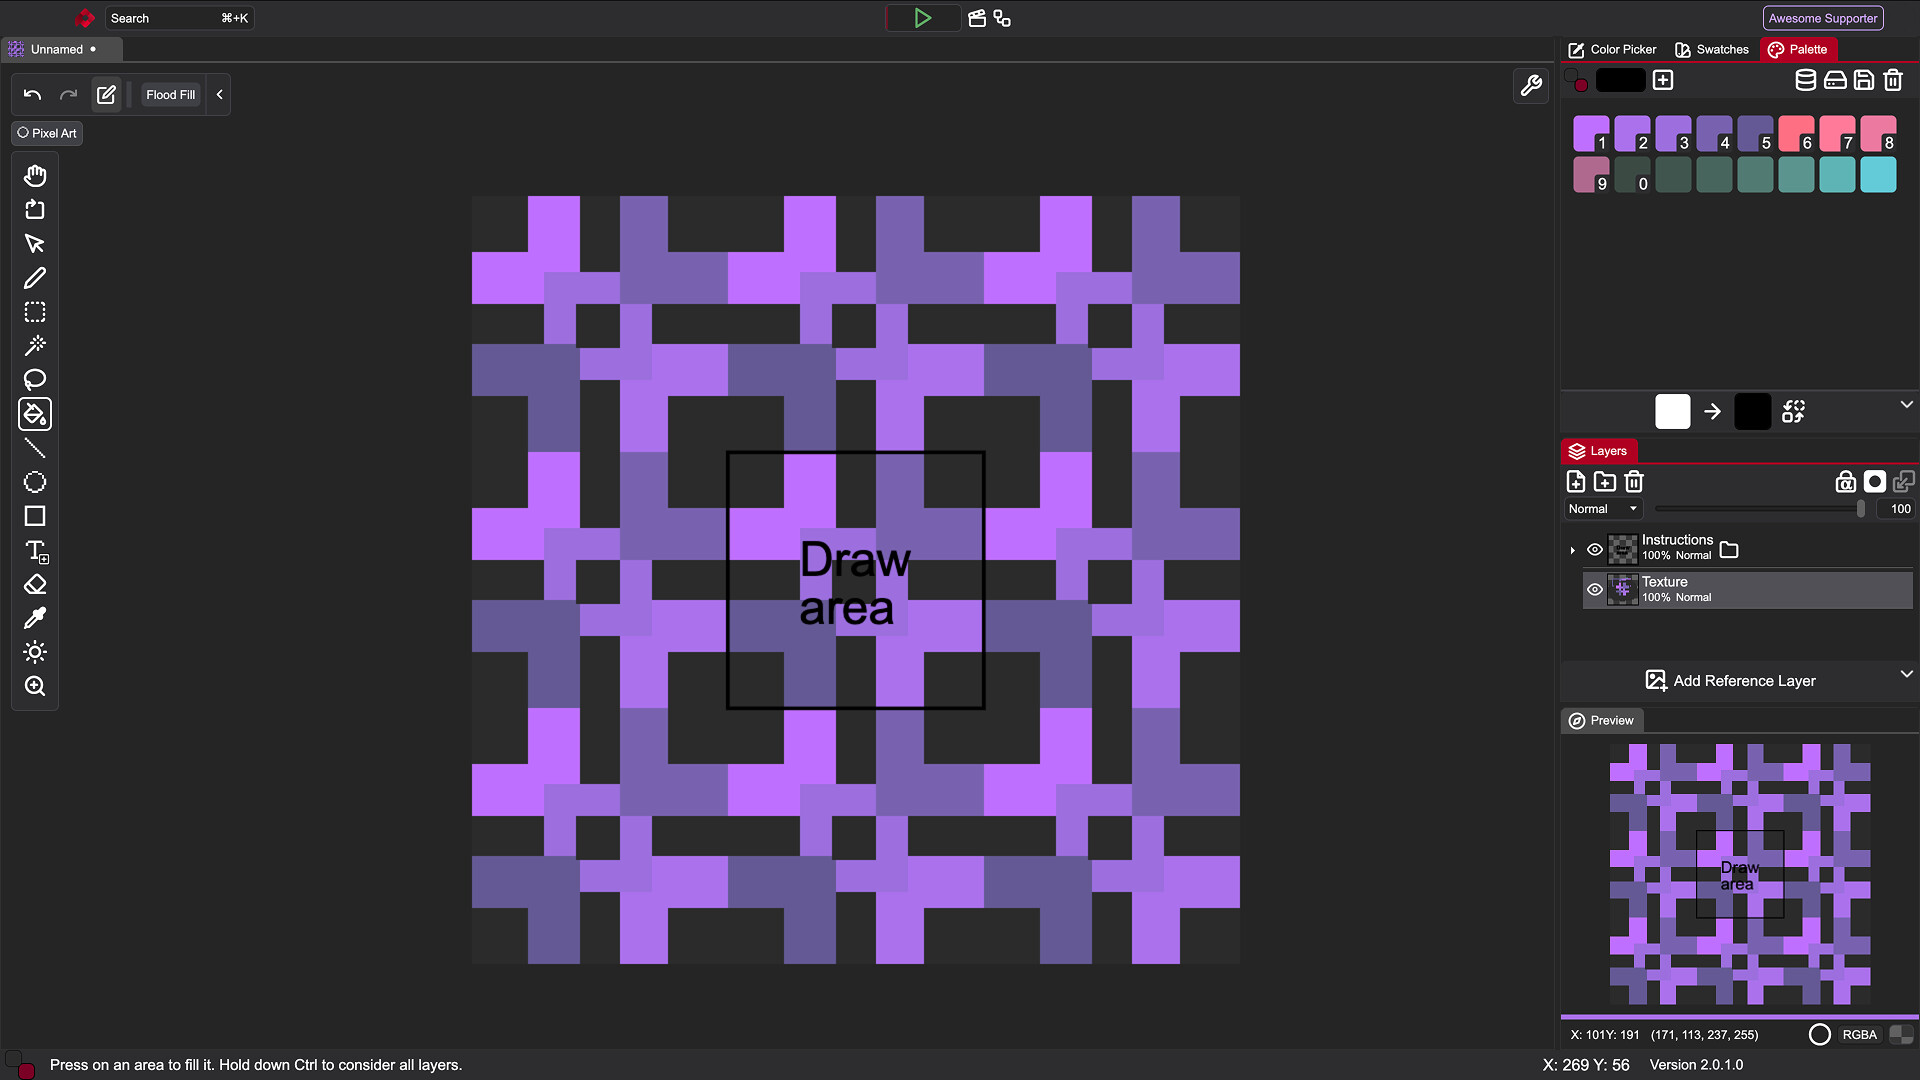 Search ⌘+K
Awesome Supporter
Unnamed
Color Picker
Swatches
Palette
Flood Fill
Pixel Art
1 2 3 4 5 6 7 8
9 0
Layers
Normal 100
Instructions
100% Normal
Texture
100% Normal
Draw
area
Add Reference Layer
Preview
Draw
area
X: 101Y: 191 (171, 113, 237, 255) RGBA
Press on an area to fill it. Hold down Ctrl to consider all layers.
X: 269 Y: 56 Version 2.0.1.0